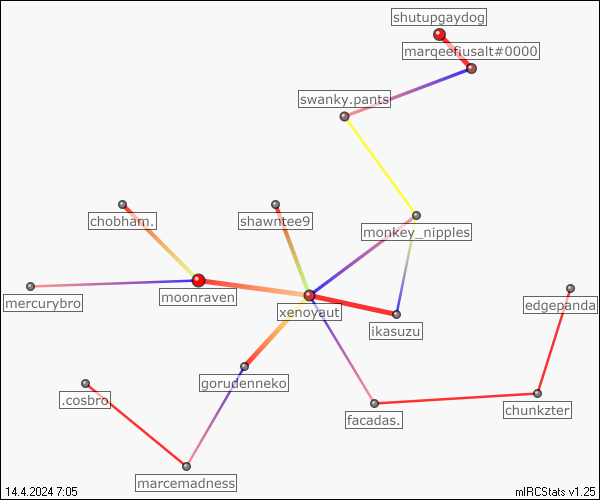 shutupgaydog
marqeefiusalt#0000
swanky.pants
chobham.
shawntee9
monkey_nipples
moonraven
mercurybro
xenoyaut
edgepanda
ikasuzu
gorudenneko
.cosbro.
chunkzter
facadas.
marcemadness
14.4.2024 7:05
mIRCStats v1.25